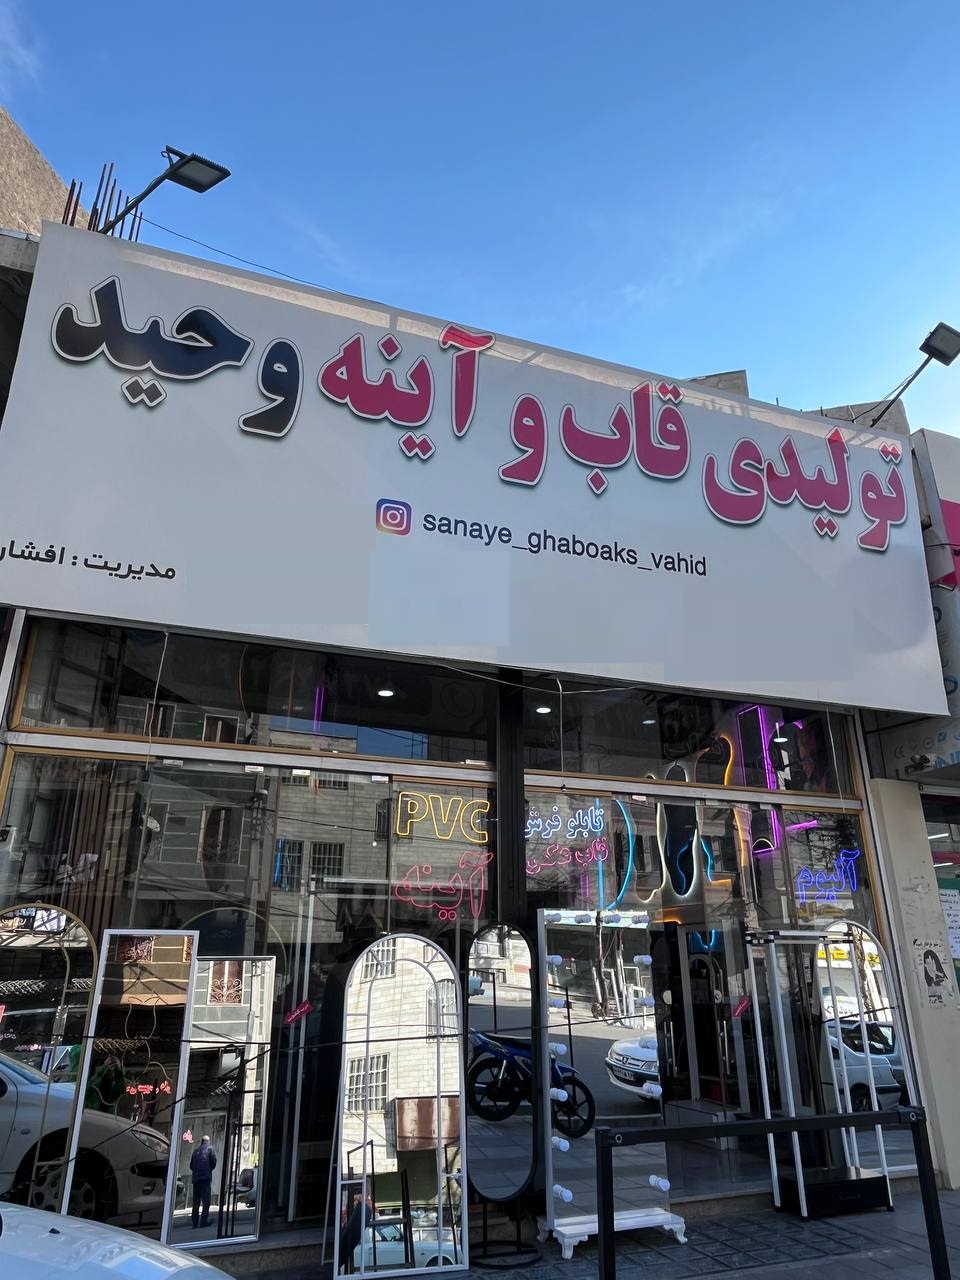 تولیدی قاب و آینه وحید
sanaye_ghaboaks_vahid
مدیریت : افشار
PVC
آینه
تابلو فرش
قاب عکس
آلبوم